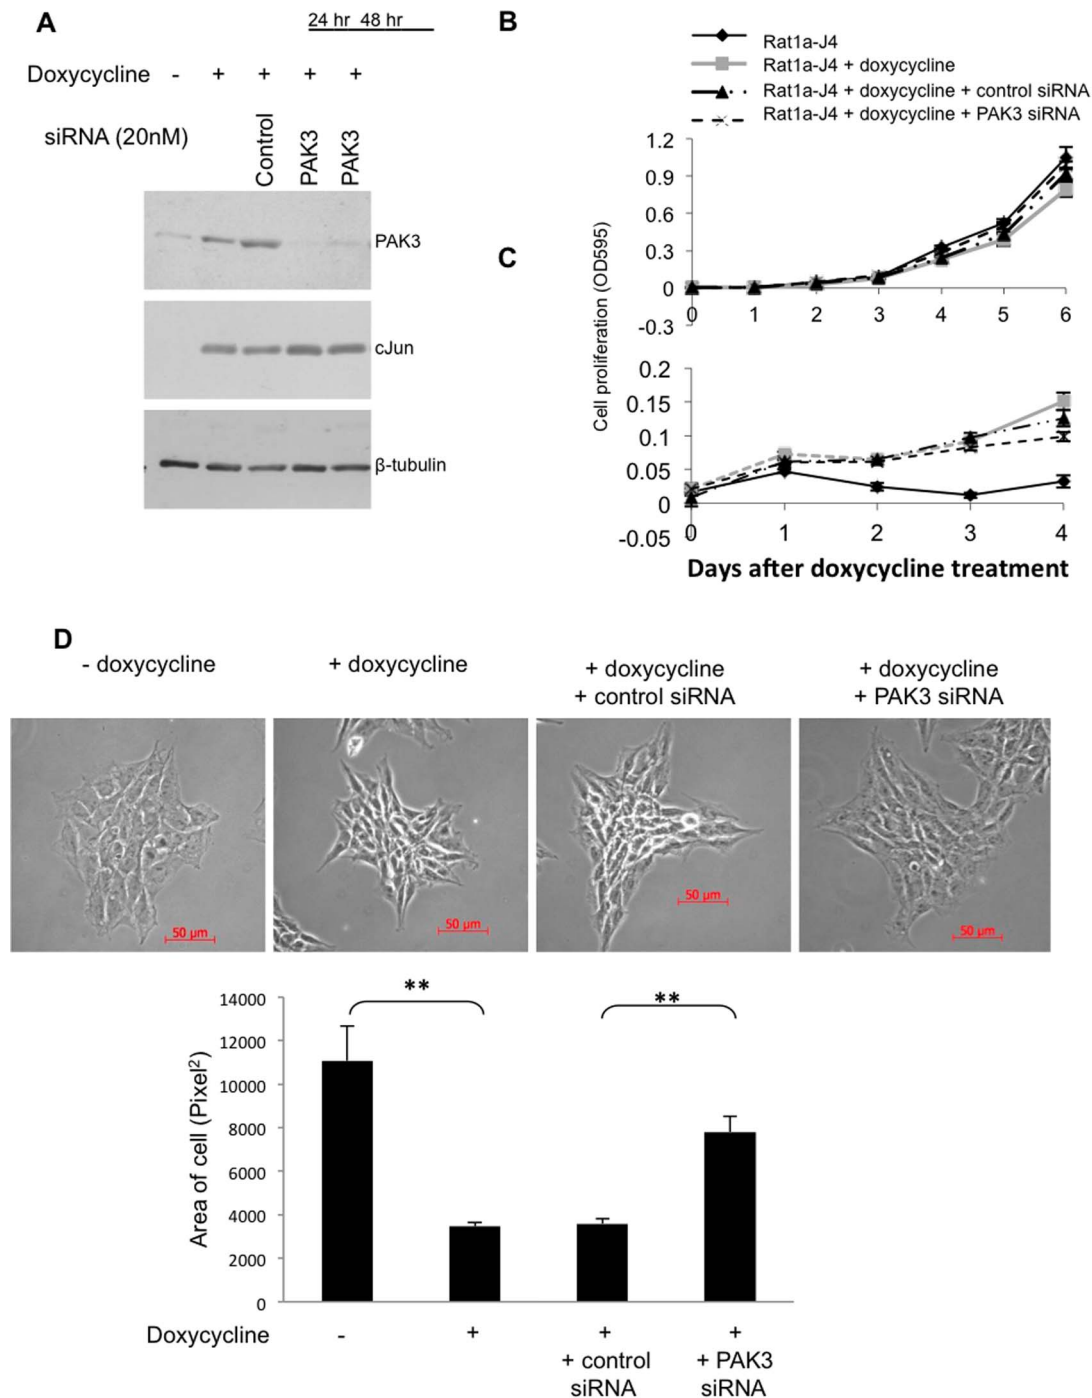 A
24 hr 48 hr
Doxycycline - + + + +
siRNA (20nM)
Control
PAK3
PAK3
PAK3
cJun
β-tubulin
B
Rat1a-J4
Rat1a-J4 + doxycycline
Rat1a-J4 + doxycycline + control siRNA
Rat1a-J4 + doxycycline + PAK3 siRNA
1.2
0.9
0.6
0.3
0
-0.3
0 1 2 3 4 5 6
C
Cell proliferation (OD595)
0.2
0.15
0.1
0.05
0
-0.05
0 1 2 3 4
Days after doxycycline treatment
D
- doxycycline
+ doxycycline
+ doxycycline
+ control siRNA
+ doxycycline
+ PAK3 siRNA
50 µm
50 µm
50 µm
50 µm
** **
Area of cell (Pixel²)
14000
12000
10000
8000
6000
4000
2000
0
Doxycycline - + + +
+ control
siRNA
+ PAK3
siRNA